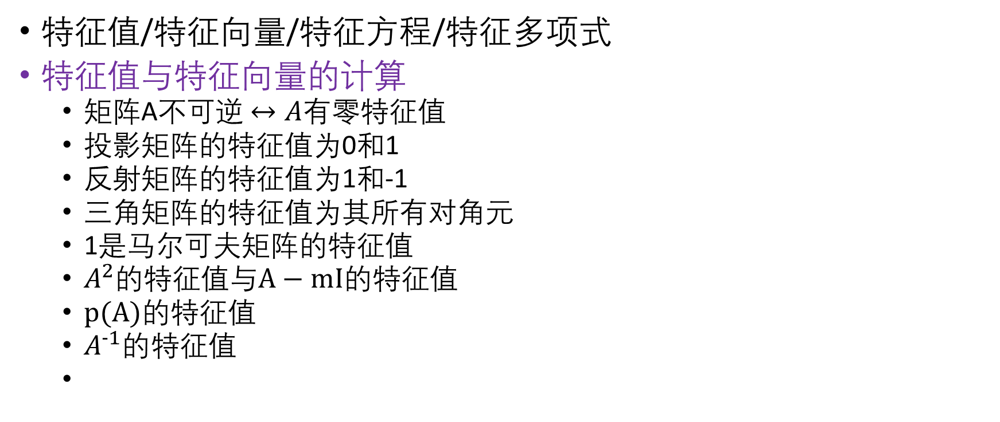 • 特征值/特征向量/特征方程/特征多项式
• 特征值与特征向量的计算
• 矩阵A不可逆 ↔ A有零特征值
• 投影矩阵的特征值为0和1
• 反射矩阵的特征值为1和-1
• 三角矩阵的特征值为其所有对角元
• 1是马尔可夫矩阵的特征值
• A²的特征值与A − mI的特征值
• p(A)的特征值
• A⁻¹的特征值
•